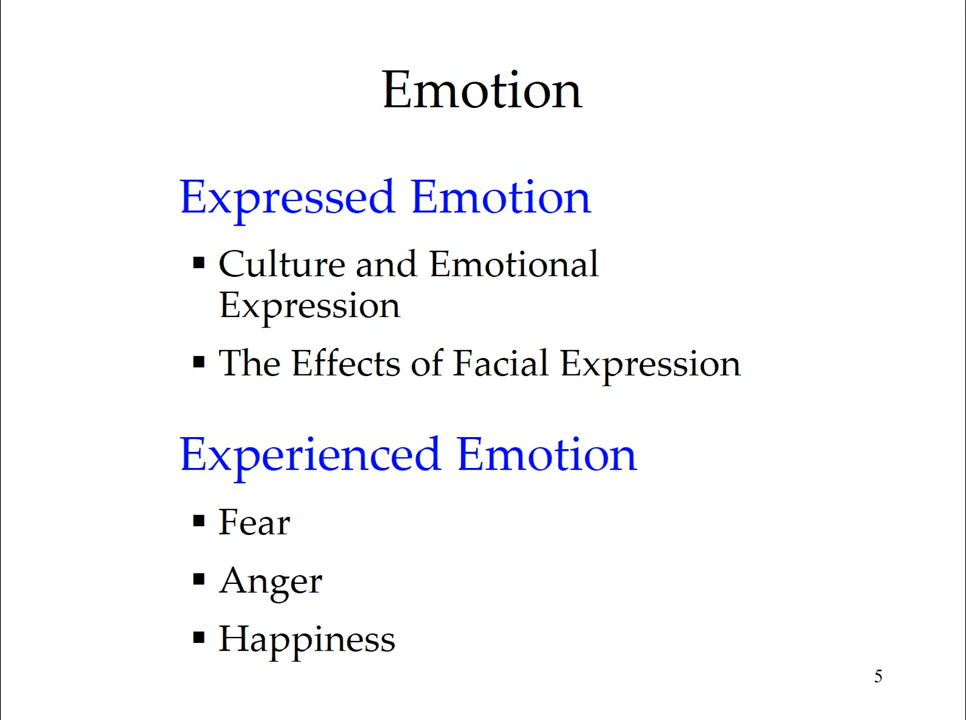 Emotion
Expressed Emotion
▪ Culture and Emotional
Expression
▪ The Effects of Facial Expression
Experienced Emotion
▪ Fear
▪ Anger
▪ Happiness
5